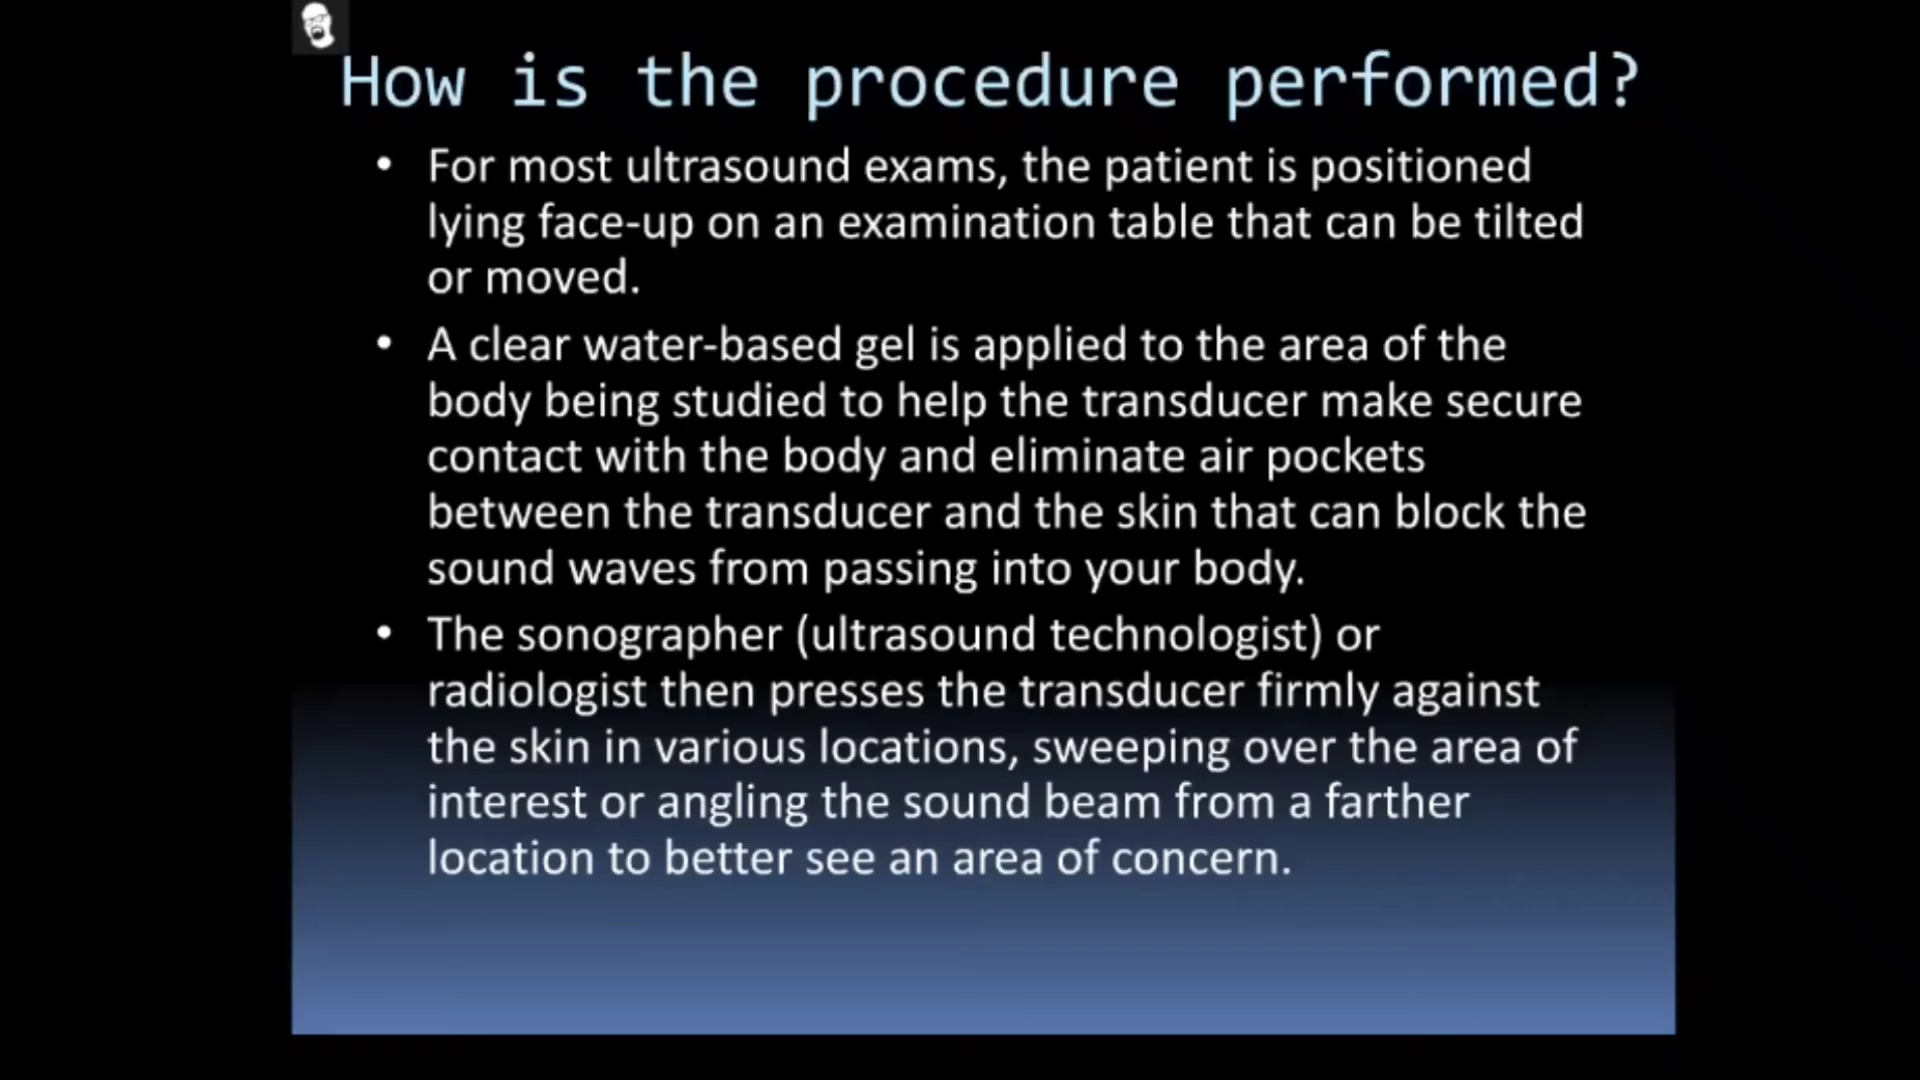 How is the procedure performed?
• For most ultrasound exams, the patient is positioned
lying face-up on an examination table that can be tilted
or moved.
• A clear water-based gel is applied to the area of the
body being studied to help the transducer make secure
contact with the body and eliminate air pockets
between the transducer and the skin that can block the
sound waves from passing into your body.
• The sonographer (ultrasound technologist) or
radiologist then presses the transducer firmly against
the skin in various locations, sweeping over the area of
interest or angling the sound beam from a farther
location to better see an area of concern.